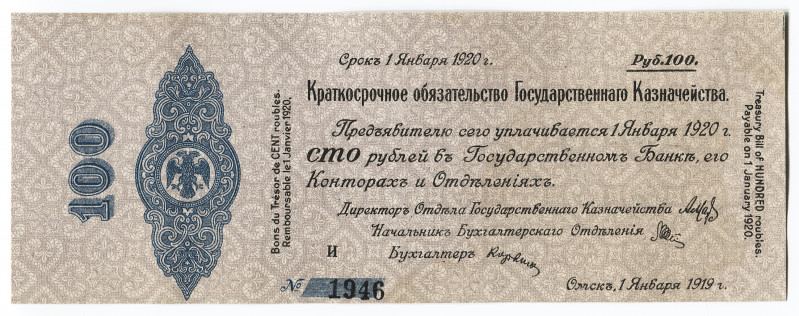 100
Bons du Trésor de CENT roubles.
Remboursable le 1 Janvier 1920.
Срокъ 1 Января 1920 г.
Руб. 100.
Краткосрочное обязательство Государственнаго Казначейства.
Предъявителю сего уплачивается 1 Января 1920 г.
сто рублей въ Государственномъ Банкѣ, его
Конторахъ и Отдѣленіяхъ.
Директоръ Отдѣла Государственнаго Казначейства
Начальникъ Бухгалтерскаго Отдѣленія
И Бухгалтеръ
№ 1946
Омскъ, 1 Января 1919 г.
Treasury Bill of HUNDRED roubles.
Payable on 1 January 1920.